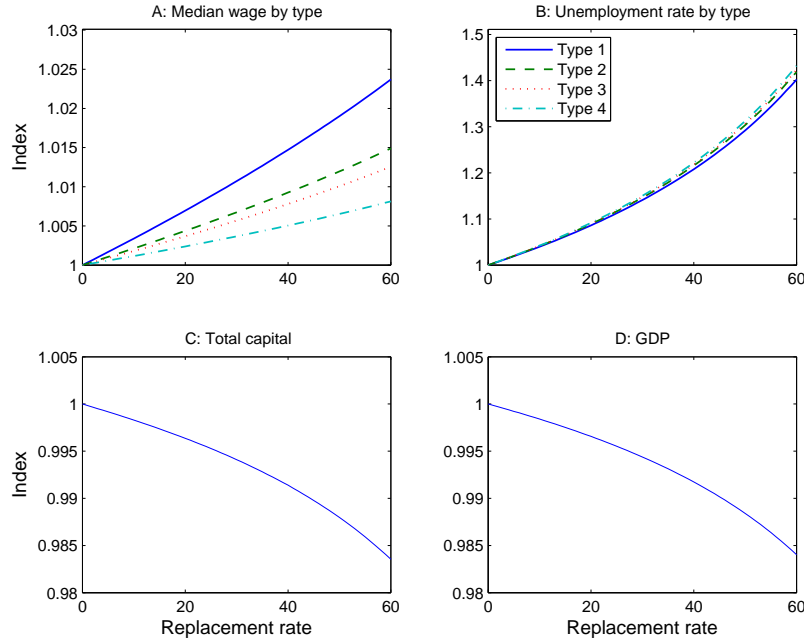 A: Median wage by type
1.03
1.025
1.02
1.015
1.01
1.005
1
Index
0 20 40 60
B: Unemployment rate by type
1.5
1.4
1.3
1.2
1.1
1
Type 1
Type 2
Type 3
Type 4
0 20 40 60
C: Total capital
1.005
1
0.995
0.99
0.985
0.98
Index
0 20 40 60
Replacement rate
D: GDP
1.005
1
0.995
0.99
0.985
0.98
0 20 40 60
Replacement rate